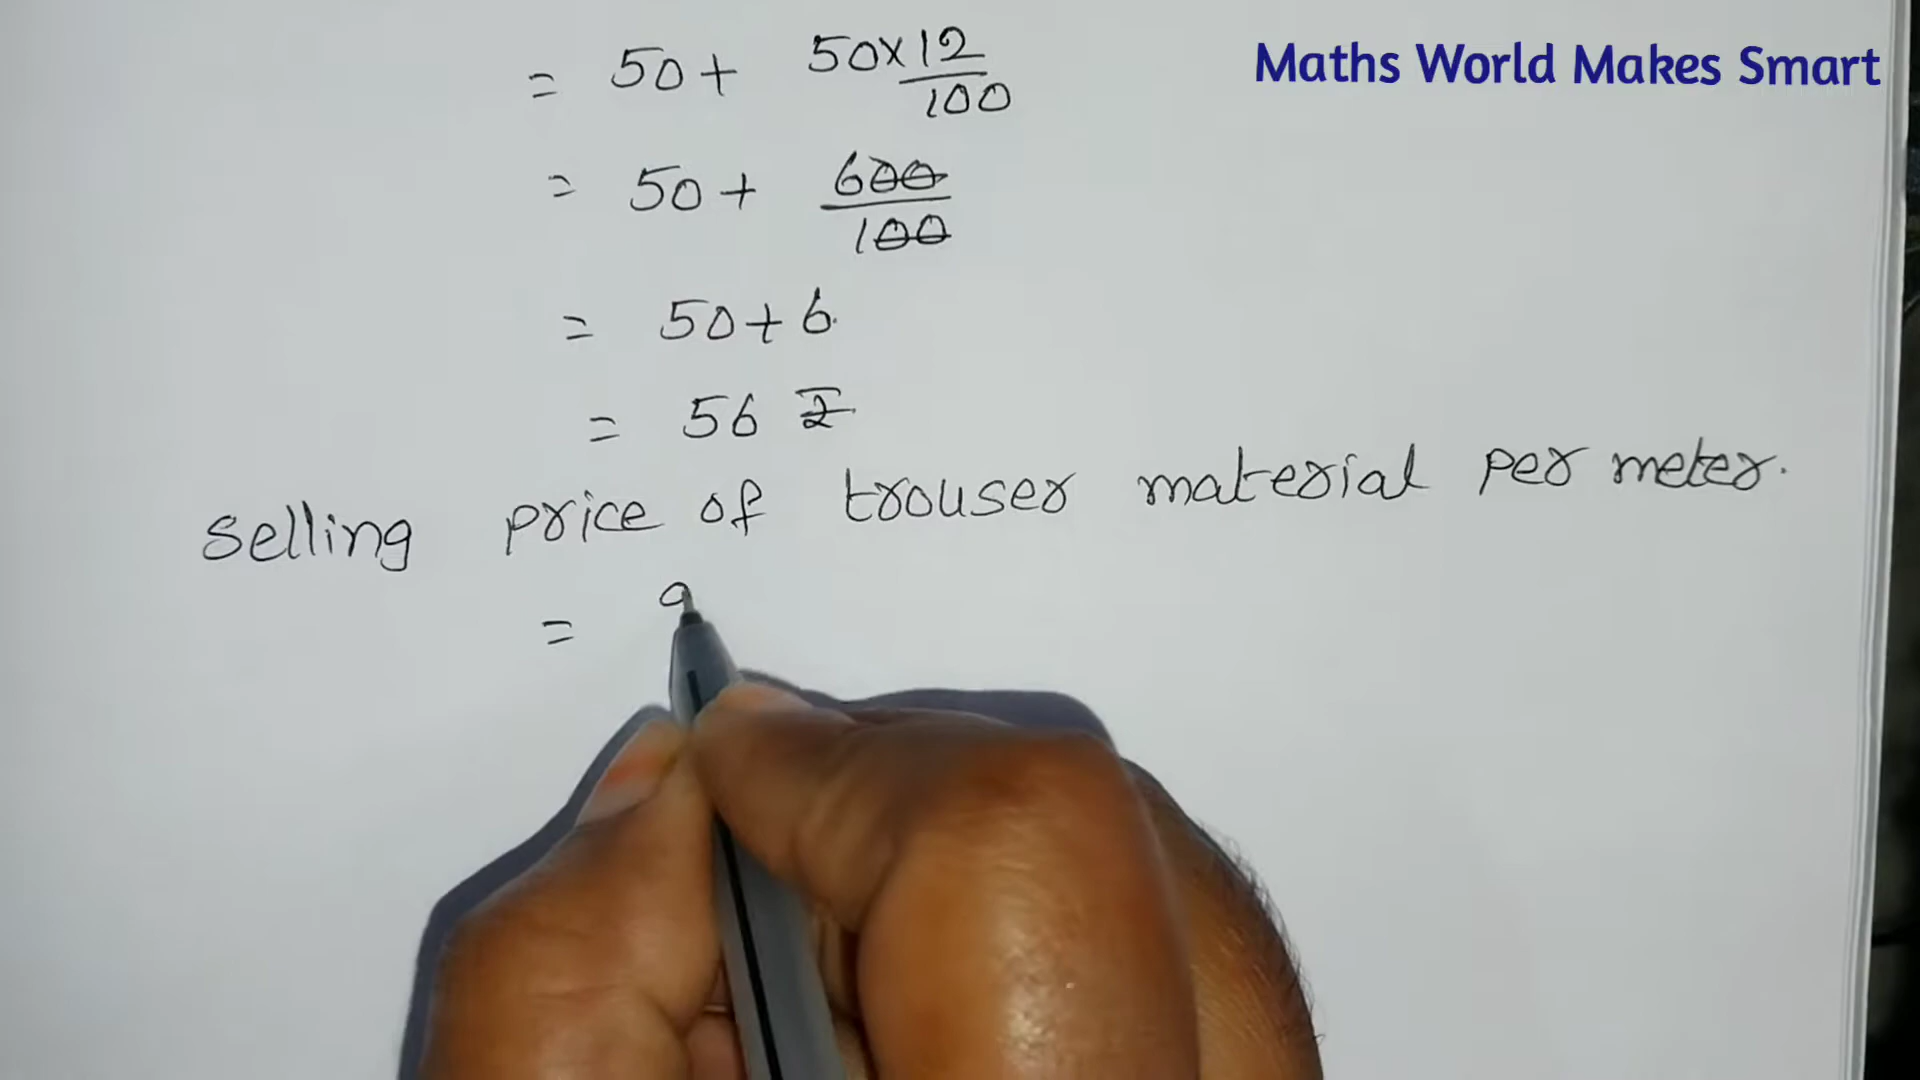 = 50 + 50×12/100
Maths World Makes Smart
= 50 + 600/100
= 50 + 6.
= 56 ₹
selling price of trouser material per meter.
= 9